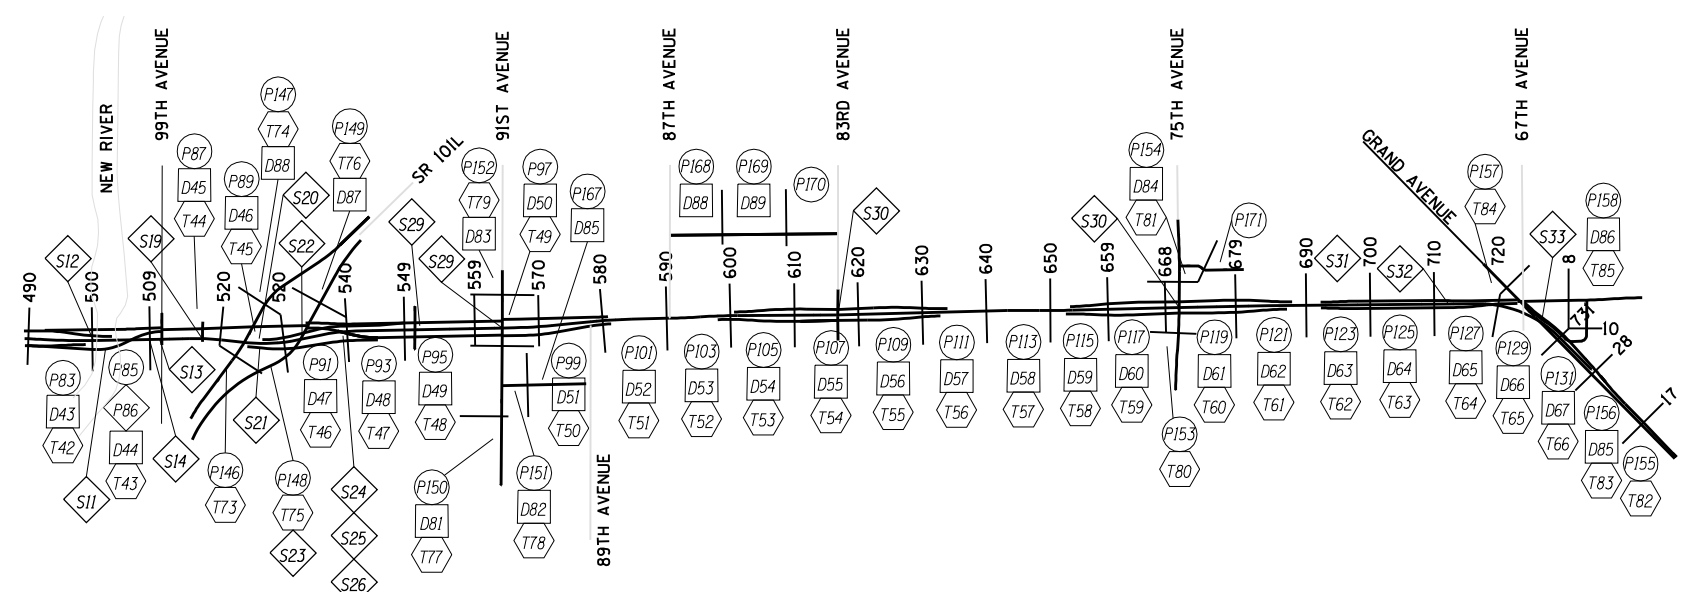 NEW RIVER
99TH AVENUE
SR 101L
91ST AVENUE
87TH AVENUE
83RD AVENUE
75TH AVENUE
GRAND AVENUE
67TH AVENUE
89TH AVENUE
P147
T74
D88
P149
T76
D87
P87
D45
T44
P89
D46
T45
S20
S22
S19
S12
S29
S29
P152
T79
D83
P97
D50
T49
P167
D85
P168
D88
P169
D89
P170
S30
S30
P154
D84
T81
P171
S31
S32
P157
T84
S33
P158
D86
T85
490
500
509
520
520
540
549
559
570
580
590
600
610
620
630
640
650
659
668
679
690
700
710
720
731
8
10
28
17
P83
D43
T42
P85
P86
D44
T43
S11
S13
S14
S21
P146
T73
P148
T75
S23
P91
D47
T46
S24
S25
S26
P93
D48
T47
P95
D49
T48
P150
D81
T77
P151
D82
T78
P99
D51
T50
P101
D52
T51
P103
D53
T52
P105
D54
T53
P107
D55
T54
P109
D56
T55
P111
D57
T56
P113
D58
T57
P115
D59
T58
P117
D60
T59
P153
T80
P119
D61
T60
P121
D62
T61
P123
D63
T62
P125
D64
T63
P127
D65
T64
P129
D66
T65
P131
D67
T66
P156
D85
T83
P155
T82